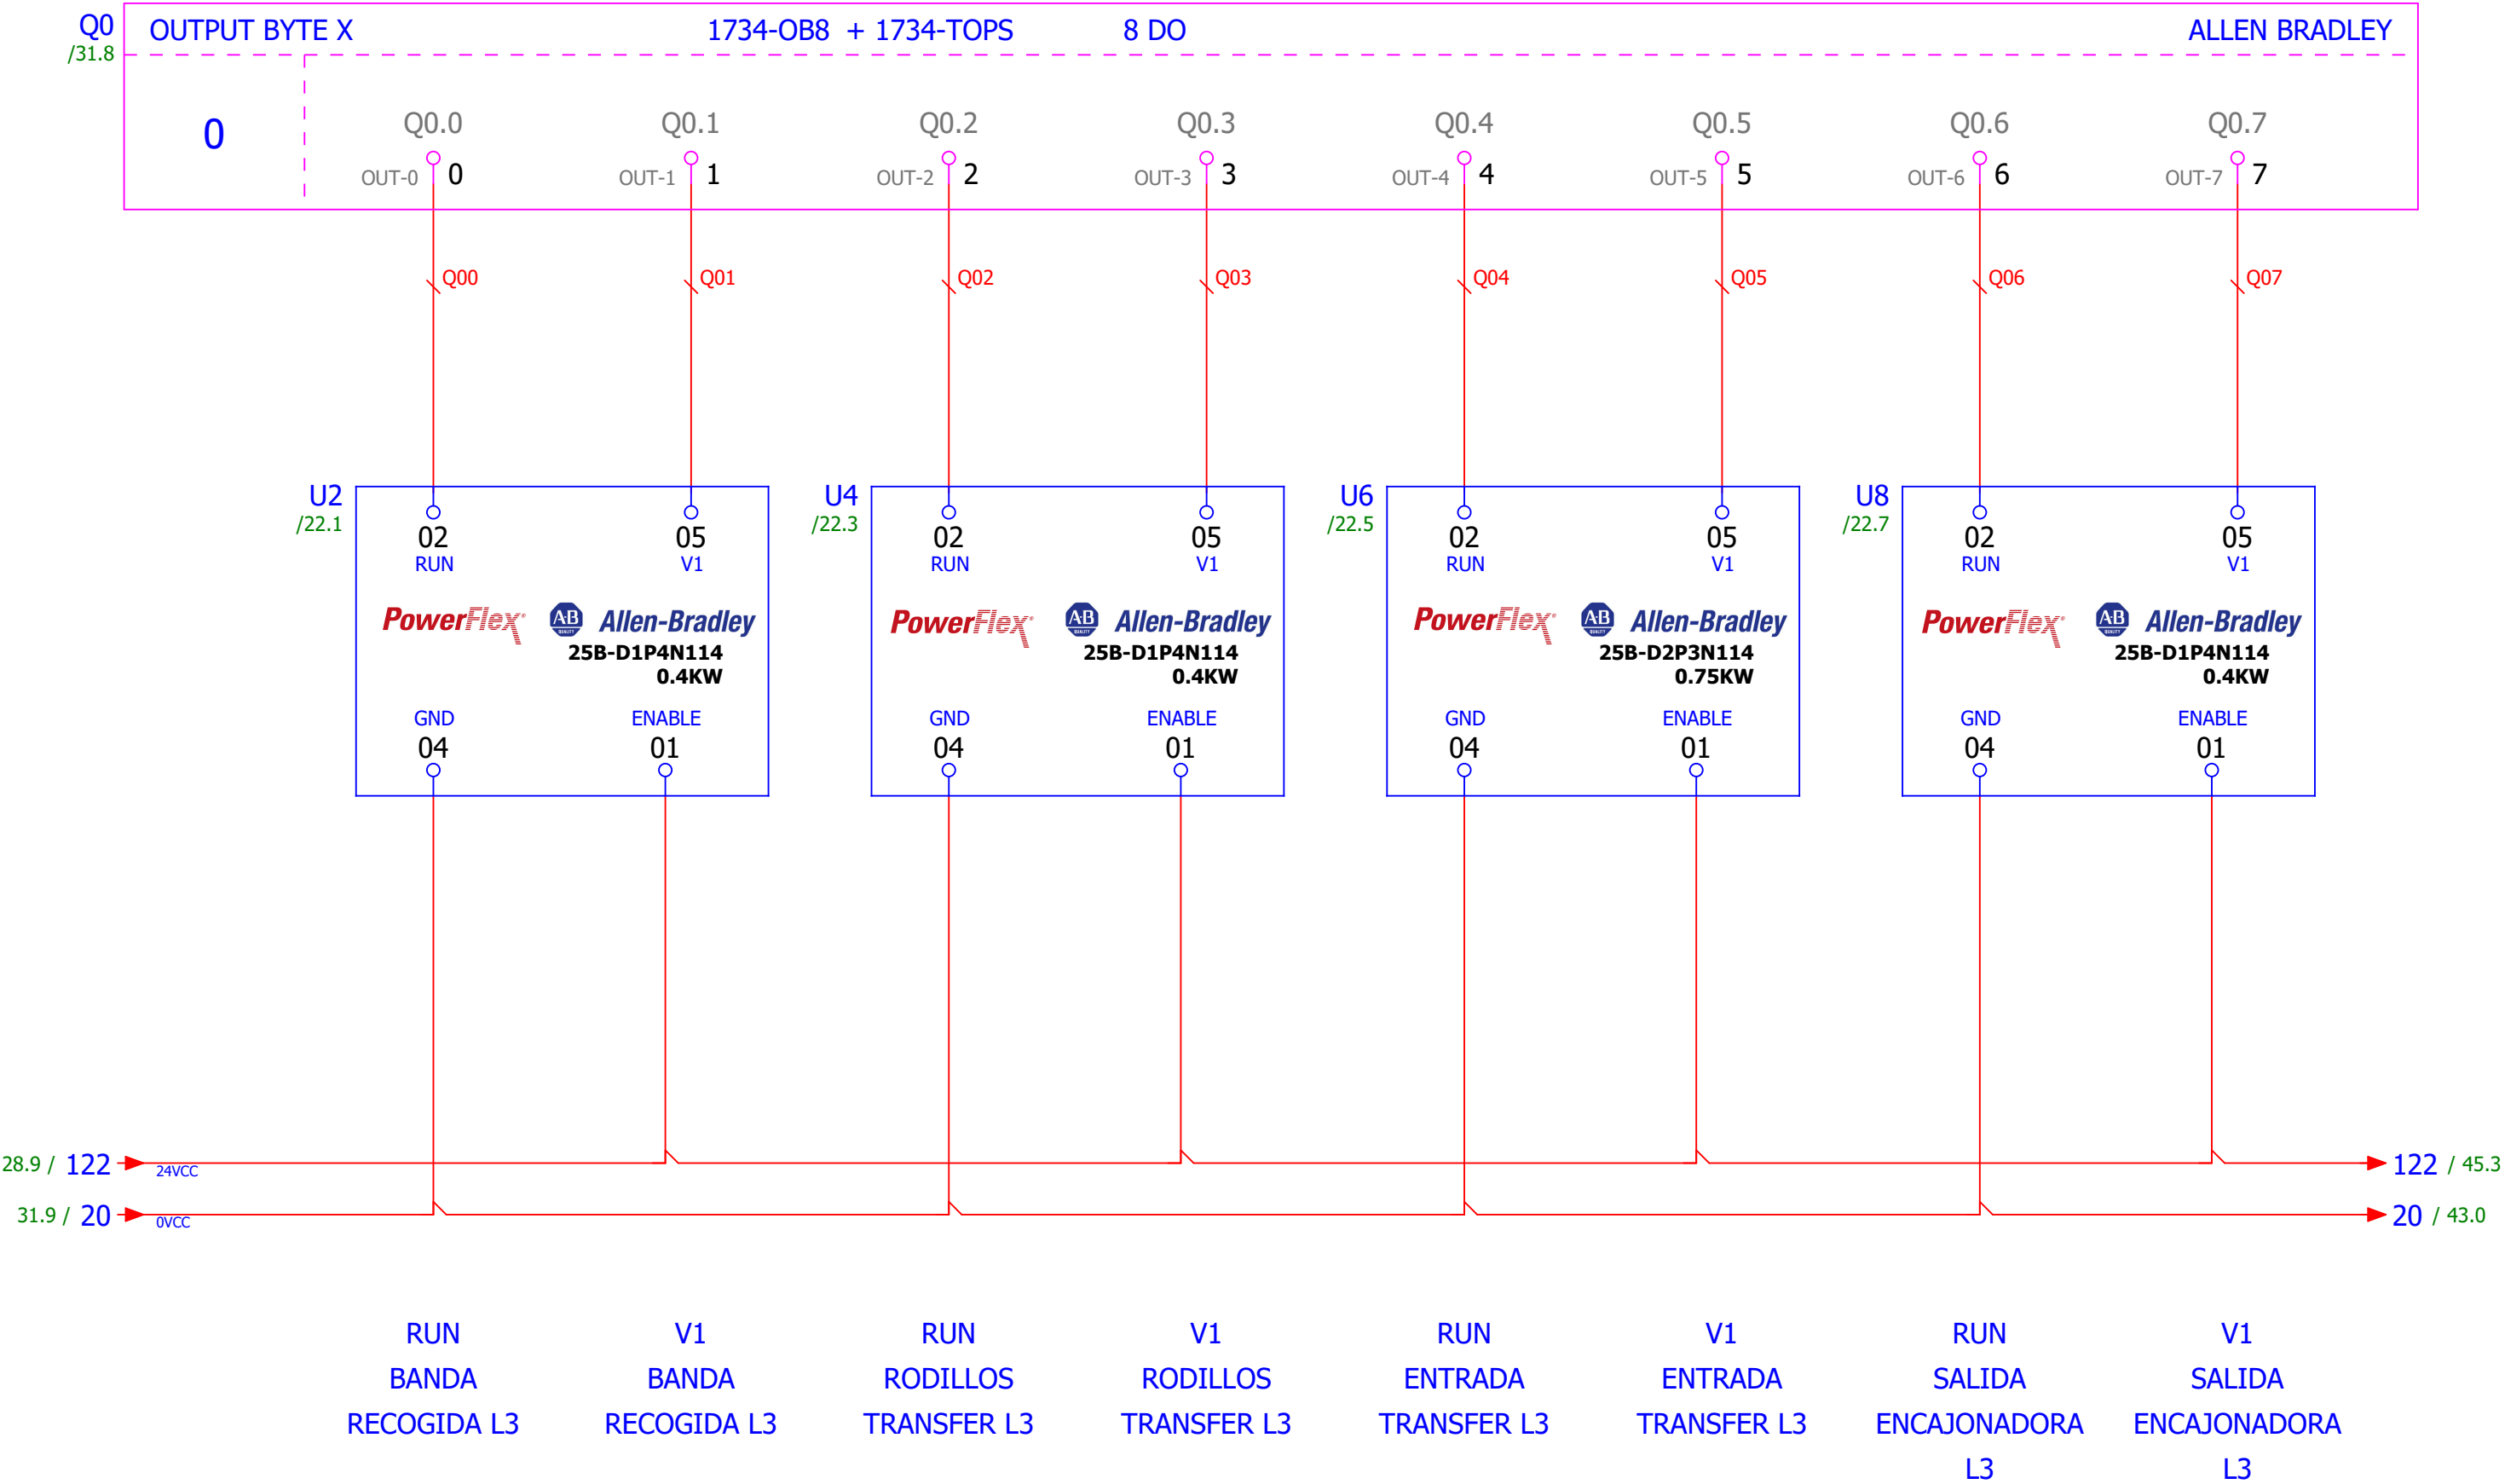 Q0 OUTPUT BYTE X 1734-OB8 + 1734-TOPS 8 DO ALLEN BRADLEY
/31.8
0 Q0.0 Q0.1 Q0.2 Q0.3 Q0.4 Q0.5 Q0.6 Q0.7
OUT-0 0 OUT-1 1 OUT-2 2 OUT-3 3 OUT-4 4 OUT-5 5 OUT-6 6 OUT-7 7
Q00 Q01 Q02 Q03 Q04 Q05 Q06 Q07
U2 U4 U6 U8
/22.1 /22.3 /22.5 /22.7
02 05 02 05 02 05 02 05
RUN V1 RUN V1 RUN V1 RUN V1
PowerFlex® A-B QUALITY Allen-Bradley PowerFlex® A-B QUALITY Allen-Bradley PowerFlex® A-B QUALITY Allen-Bradley PowerFlex® A-B QUALITY Allen-Bradley
25B-D1P4N114 25B-D1P4N114 25B-D2P3N114 25B-D1P4N114
0.4KW 0.4KW 0.75KW 0.4KW
GND ENABLE GND ENABLE GND ENABLE GND ENABLE
04 01 04 01 04 01 04 01
28.9 / 122 24VCC 122 / 45.3
31.9 / 20 0VCC 20 / 43.0
RUN V1 RUN V1 RUN V1 RUN V1
BANDA BANDA RODILLOS RODILLOS ENTRADA ENTRADA SALIDA SALIDA
RECOGIDA L3 RECOGIDA L3 TRANSFER L3 TRANSFER L3 TRANSFER L3 TRANSFER L3 ENCAJONADORA ENCAJONADORA
L3 L3